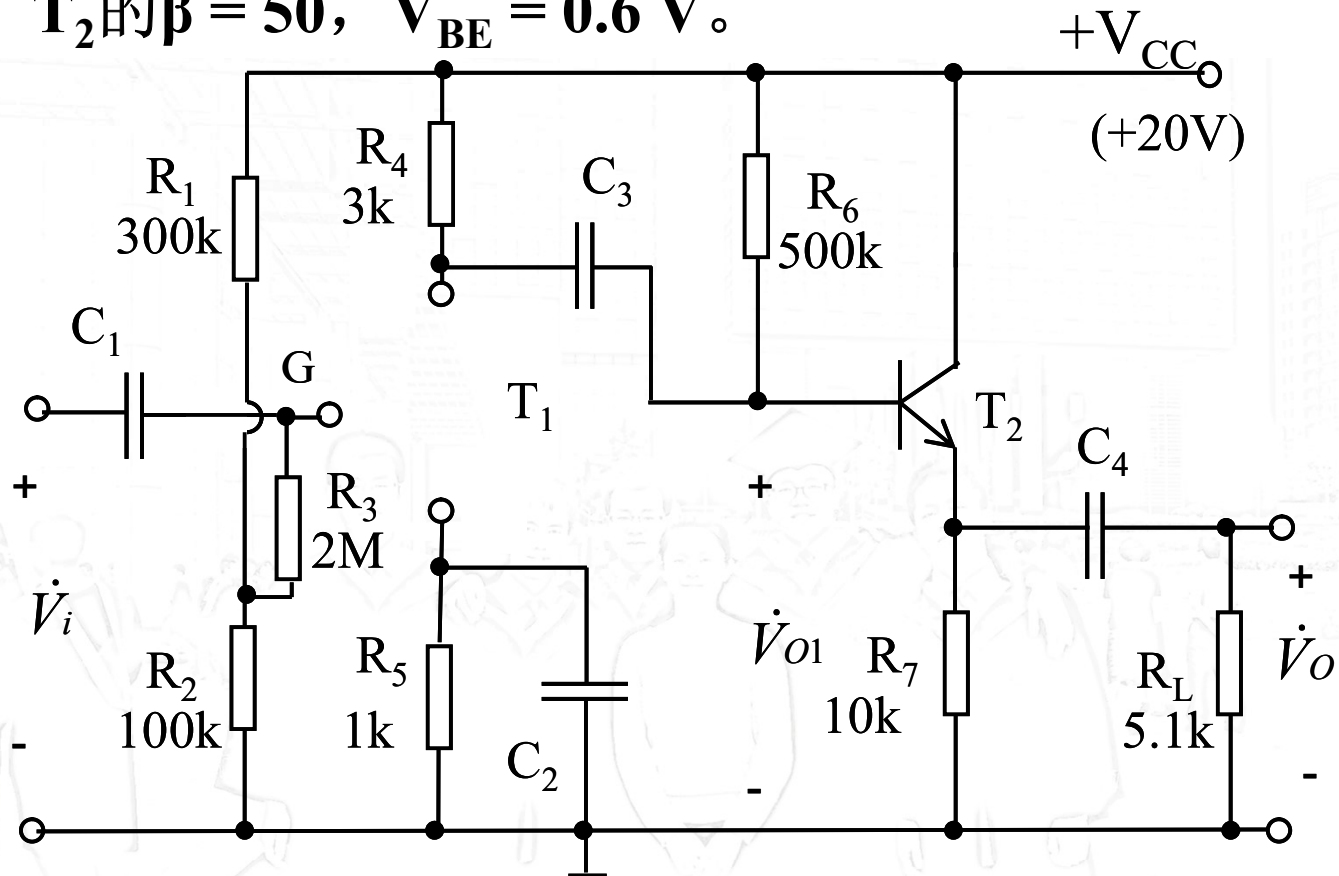 T₂的β = 50， V_BE = 0.6 V。
+V_CC
(+20V)
R₄
3k
C₃
R₁
300k
R₆
500k
C₁
G
T₁
T₂
C₄
+
R₃
2M
+
+
V̇i
R₂
100k
R₅
1k
V̇O1
R₇
10k
R_L
5.1k
V̇O
-
C₂
-
-